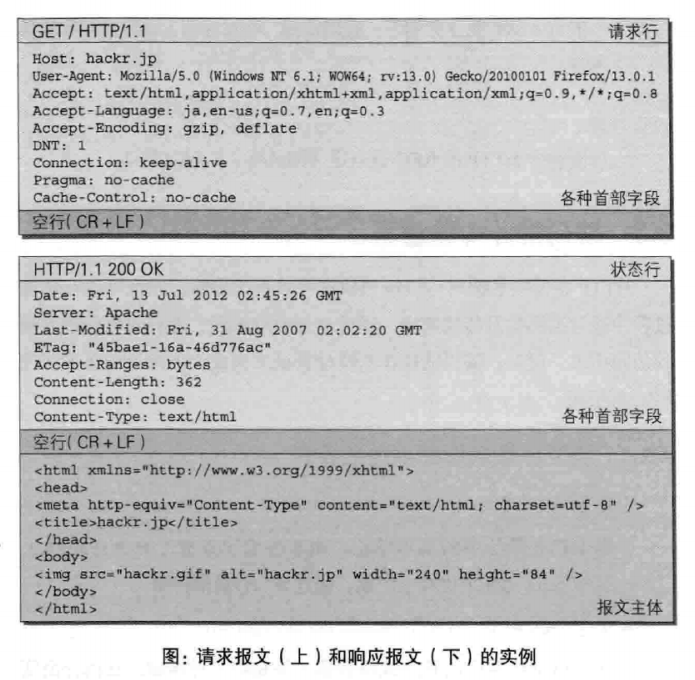 GET / HTTP/1.1 请求行
Host: hackr.jp
User-Agent: Mozilla/5.0 (Windows NT 6.1; WOW64; rv:13.0) Gecko/20100101 Firefox/13.0.1
Accept: text/html,application/xhtml+xml,application/xml;q=0.9,*/*;q=0.8
Accept-Language: ja,en-us;q=0.7,en;q=0.3
Accept-Encoding: gzip, deflate
DNT: 1
Connection: keep-alive
Pragma: no-cache
Cache-Control: no-cache 各种首部字段
空行( CR + LF )
HTTP/1.1 200 OK 状态行
Date: Fri, 13 Jul 2012 02:45:26 GMT
Server: Apache
Last-Modified: Fri, 31 Aug 2007 02:02:20 GMT
ETag: "45bae1-16a-46d776ac"
Accept-Ranges: bytes
Content-Length: 362
Connection: close
Content-Type: text/html 各种首部字段
空行( CR + LF )
<html xmlns="http://www.w3.org/1999/xhtml">
<head>
<meta http-equiv="Content-Type" content="text/html; charset=utf-8" />
<title>hackr.jp</title>
</head>
<body>
<img src="hackr.gif" alt="hackr.jp" width="240" height="84" />
</body>
</html> 报文主体
图：请求报文（上）和响应报文（下）的实例